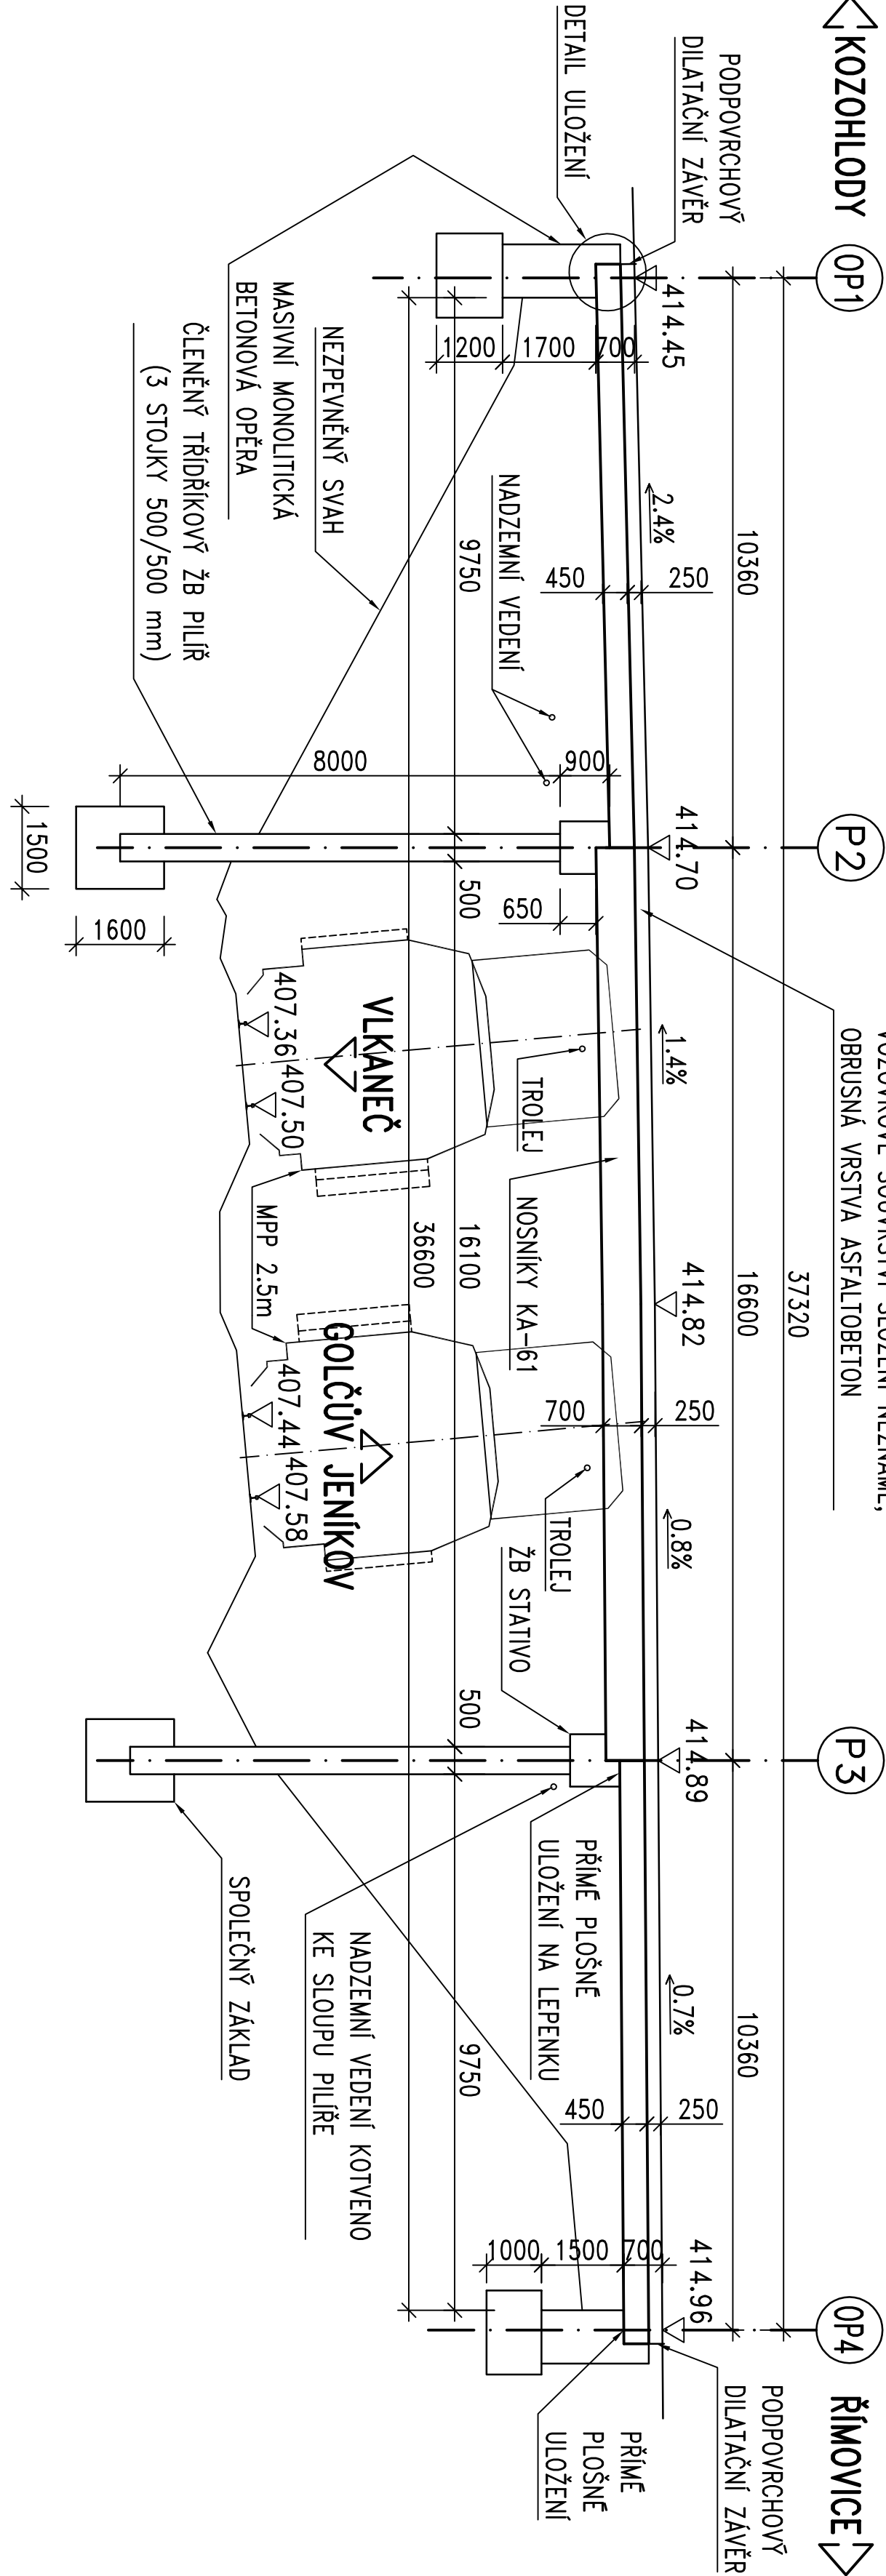 KOZOHLODY
OP1
P2
P3
OP4
ŘÍMOVICE
VOZOVKOVÉ SOUVRSTVÍ SLOŽENÍ NEZNÁMÉ,
OBRUSNÁ VRSTVA ASFALTOBETON
37320
10360
16600
10360
PODPOVRCHOVÝ
DILATAČNÍ ZÁVĚR
PODPOVRCHOVÝ
DILATAČNÍ ZÁVĚR
DETAIL ULOŽENÍ
414.45
414.70
414.82
414.89
414.96
2.4%
1.4%
0.8%
0.7%
250
450
250
700
250
450
700
1700
1200
700
1500
1000
900
650
8000
NADZEMNÍ VEDENÍ
TROLEJ
NOSNÍKY KA-61
TROLEJ
ŽB STATIVO
PŘÍMÉ PLOŠNÉ
ULOŽENÍ NA LEPENKU
PŘÍMÉ
PLOŠNÉ
ULOŽENÍ
9750
500
16100
500
9750
36600
VLKANEČ
GOLČŮV JENÍKOV
NEZPEVNĚNÝ SVAH
MASIVNÍ MONOLITICKÁ
BETONOVÁ OPĚRA
ČLENĚNÝ TŘÍDŘÍKOVÝ ŽB PILÍŘ
(3 STOJKY 500/500 mm)
407.36
407.50
MPP 2.5m
407.44
407.58
NADZEMNÍ VEDENÍ KOTVENO
KE SLOUPU PILÍŘE
SPOLEČNÝ ZÁKLAD
1600
1500